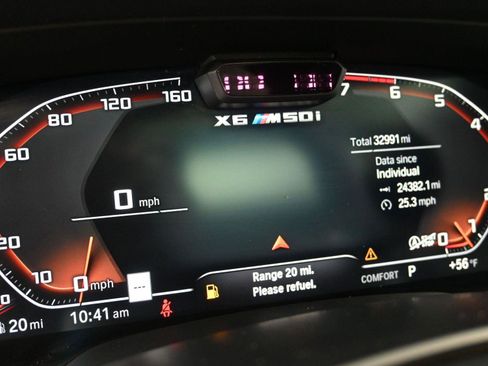 80 120 160
7 6 5 4
X6 M50i
60
Total 32991 mi
Data since
Individual
24382.1 mi
25.3 mph
0 mph
20
0 mph
Range 20 mi.
Please refuel.
COMFORT P +56°F
20 mi
10:41 am
---
0 1 2